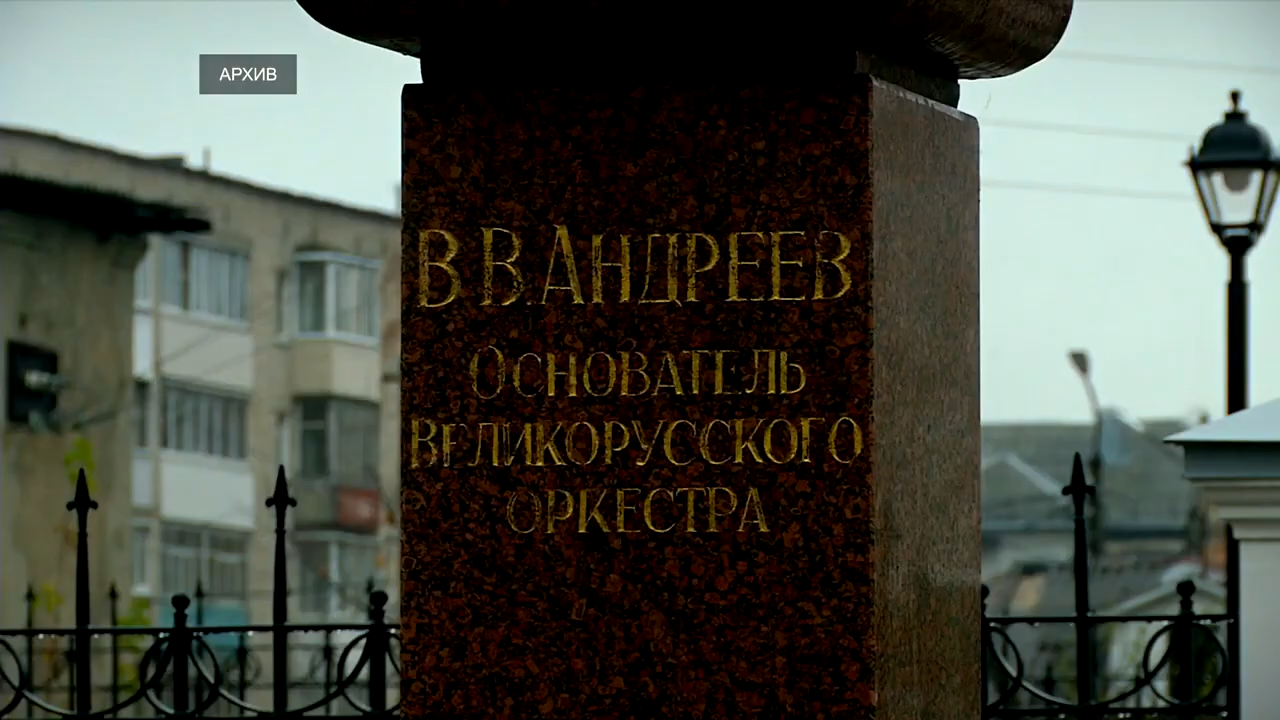 АРХИВ
В.В.АНДРЕЕВ
ОСНОВАТЕЛЬ
ВЕЛИКОРУССКОГО
ОРКЕСТРА